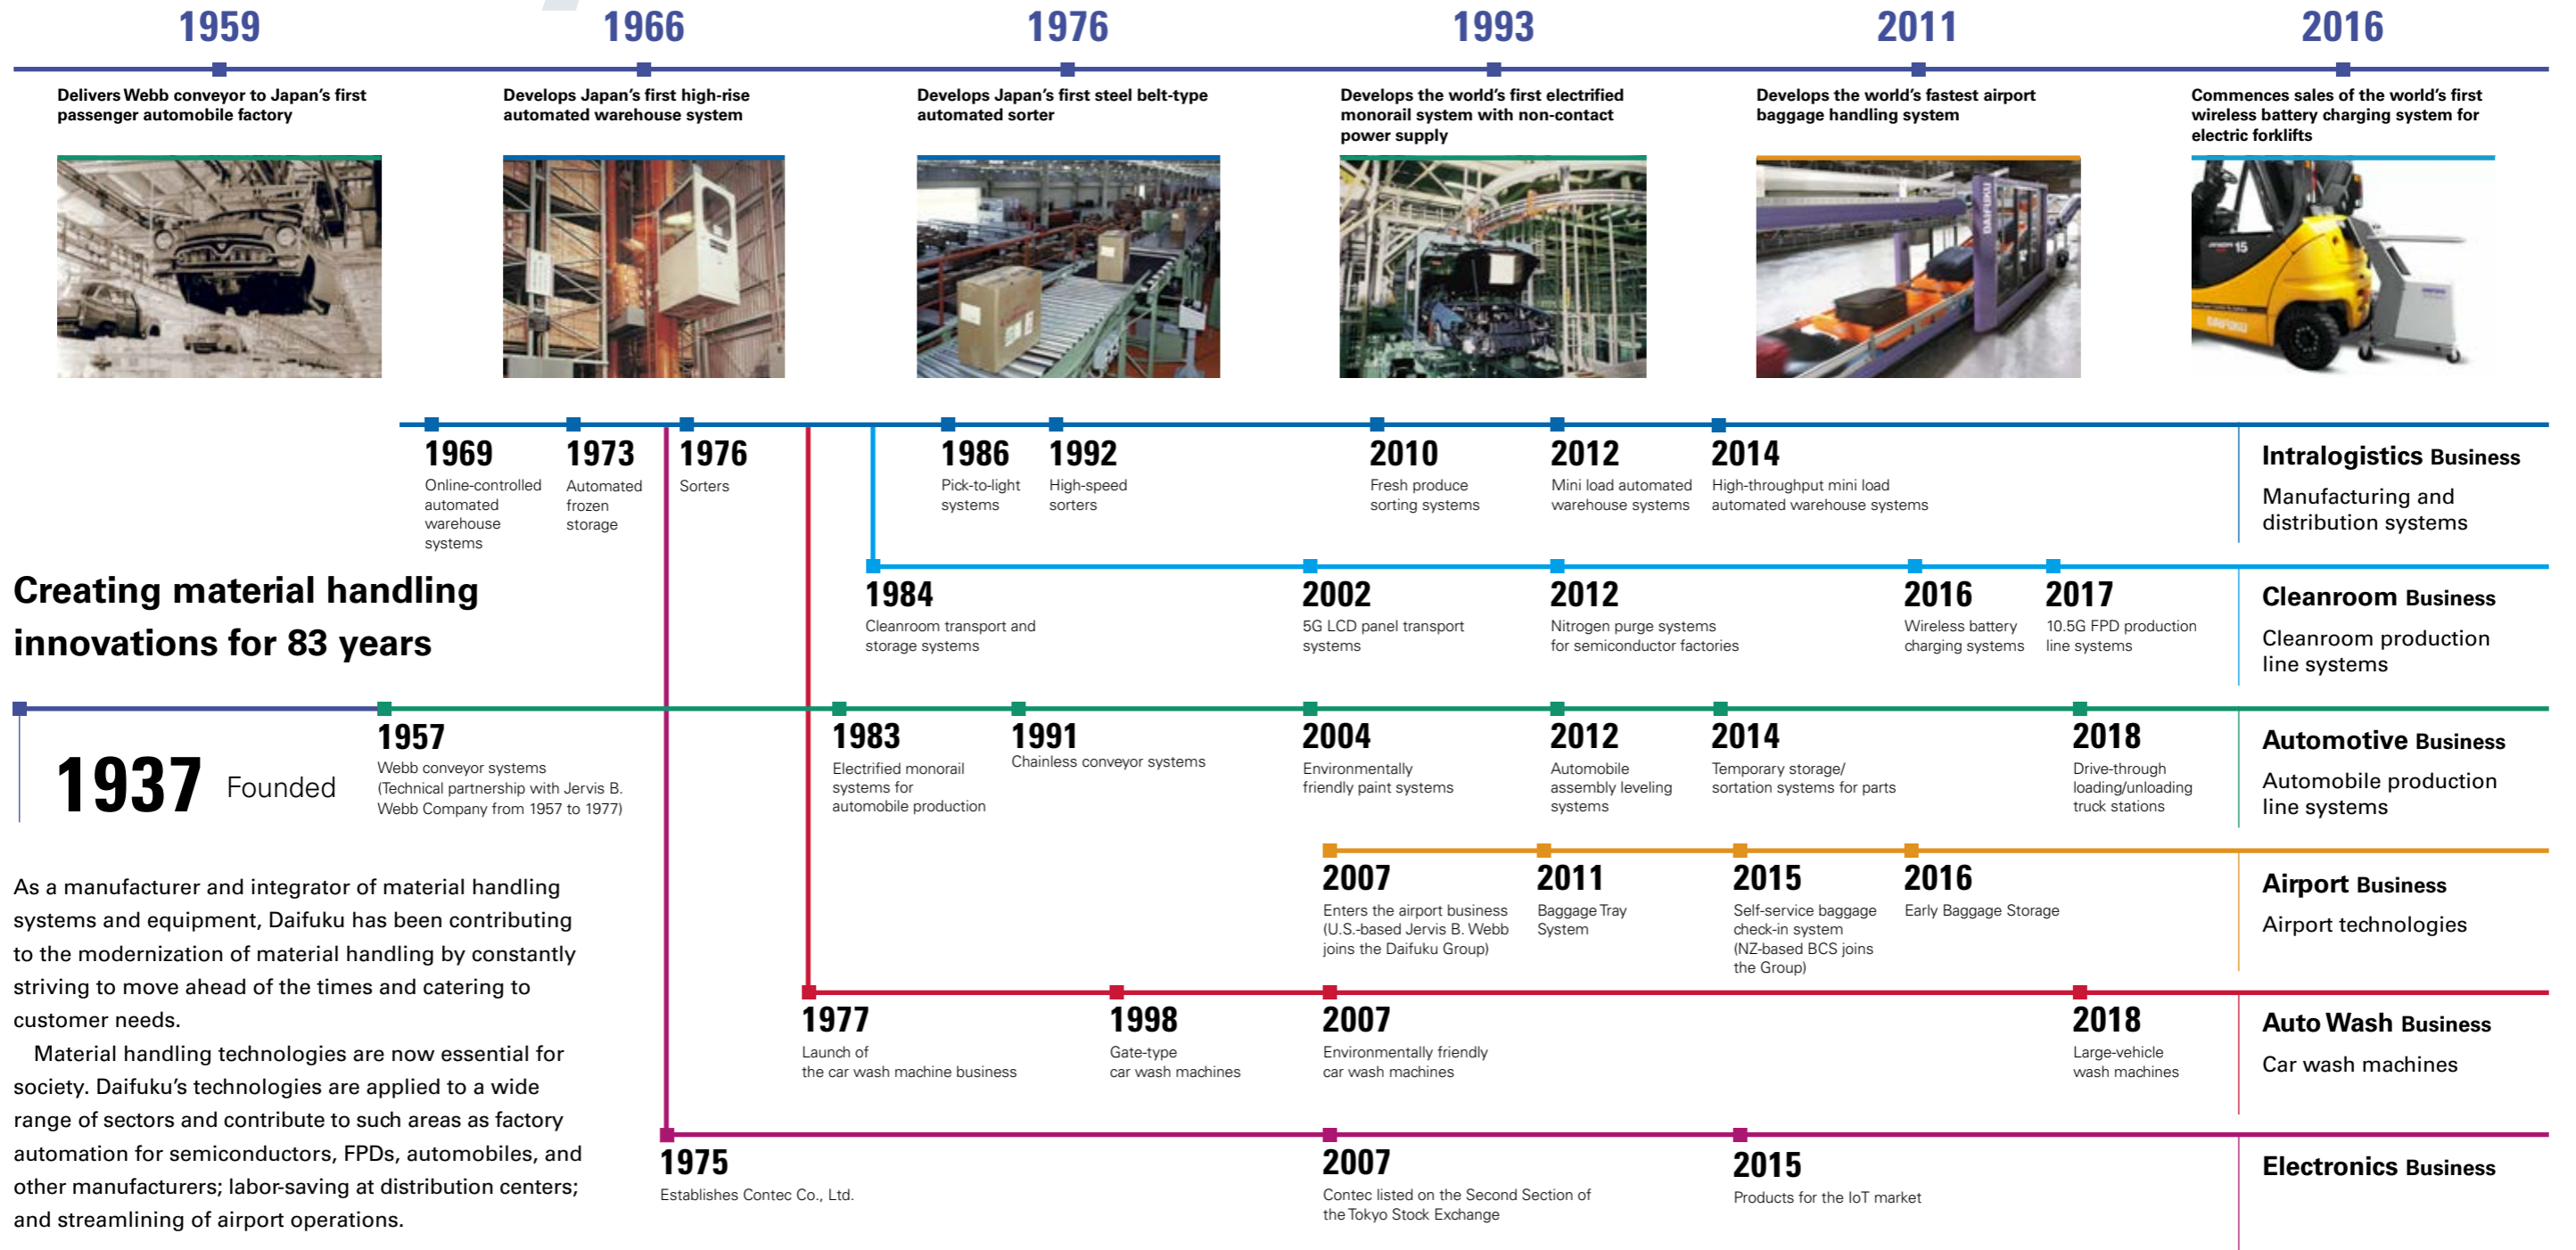 1959
1966
1976
1993
2011
2016
Delivers Webb conveyor to Japan's first
passenger automobile factory
Develops Japan's first high-rise
automated warehouse system
Develops Japan's first steel belt-type
automated sorter
Develops the world's first electrified
monorail system with non-contact
power supply
Develops the world's fastest airport
baggage handling system
Commences sales of the world's first
wireless battery charging system for
electric forklifts
DAIFUKU
15
DAIFUKU
1969
Online-controlled
automated
warehouse
systems
1973
Automated
frozen
storage
1976
Sorters
1986
Pick-to-light
systems
1992
High-speed
sorters
2010
Fresh produce
sorting systems
2012
Mini load automated
warehouse systems
2014
High-throughput mini load
automated warehouse systems
Intralogistics Business
Manufacturing and
distribution systems
Creating material handling
innovations for 83 years
1984
Cleanroom transport and
storage systems
2002
5G LCD panel transport
systems
2012
Nitrogen purge systems
for semiconductor factories
2016
Wireless battery
charging systems
2017
10.5G FPD production
line systems
Cleanroom Business
Cleanroom production
line systems
1937 Founded
1957
Webb conveyor systems
(Technical partnership with Jervis B.
Webb Company from 1957 to 1977)
1983
Electrified monorail
systems for
automobile production
1991
Chainless conveyor systems
2004
Environmentally
friendly paint systems
2012
Automobile
assembly leveling
systems
2014
Temporary storage/
sortation systems for parts
2018
Drive-through
loading/unloading
truck stations
Automotive Business
Automobile production
line systems
As a manufacturer and integrator of material handling
systems and equipment, Daifuku has been contributing
to the modernization of material handling by constantly
striving to move ahead of the times and catering to
customer needs.
Material handling technologies are now essential for
society. Daifuku's technologies are applied to a wide
range of sectors and contribute to such areas as factory
automation for semiconductors, FPDs, automobiles, and
other manufacturers; labor-saving at distribution centers;
and streamlining of airport operations.
2007
Enters the airport business
(U.S.-based Jervis B. Webb
joins the Daifuku Group)
2011
Baggage Tray
System
2015
Self-service baggage
check-in system
(NZ-based BCS joins
the Group)
2016
Early Baggage Storage
Airport Business
Airport technologies
1977
Launch of
the car wash machine business
1998
Gate-type
car wash machines
2007
Environmentally friendly
car wash machines
2018
Large-vehicle
wash machines
Auto Wash Business
Car wash machines
1975
Establishes Contec Co., Ltd.
2007
Contec listed on the Second Section of
the Tokyo Stock Exchange
2015
Products for the IoT market
Electronics Business